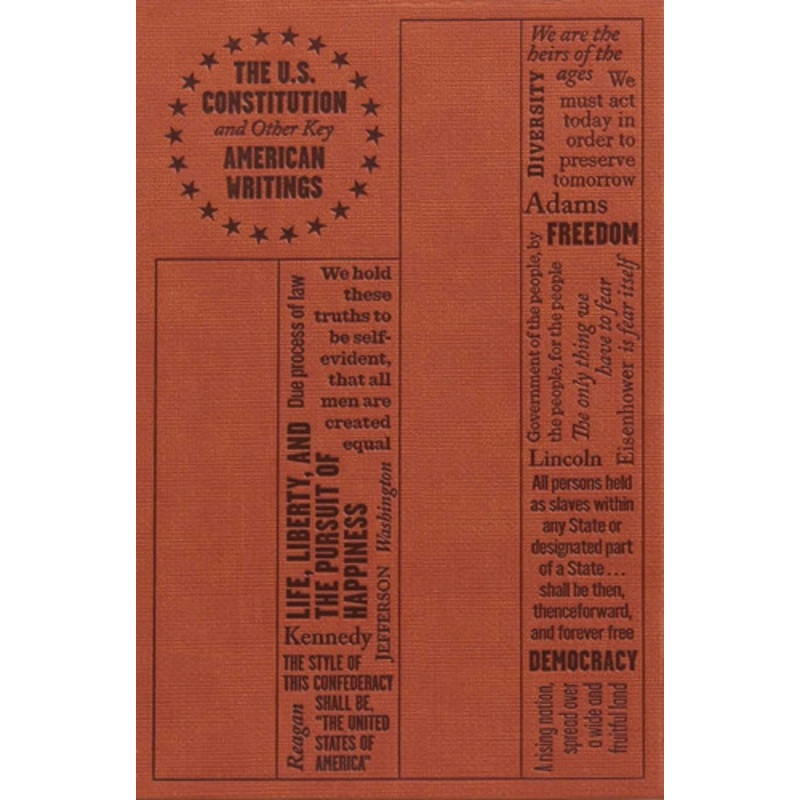 THE U.S.
CONSTITUTION
and Other Key
AMERICAN
WRITINGS
Due process of law
We hold
these
truths to
be self-
evident,
that all
men are
created
equal
LIFE, LIBERTY, AND
THE PURSUIT OF
HAPPINESS
Washington
JEFFERSON
Kennedy
THE STYLE OF
THIS CONFEDERACY
SHALL BE,
"THE UNITED
STATES OF
AMERICA"
Reagan
We are the
heirs of the
ages
DIVERSITY
We
must act
today in
order to
preserve
tomorrow
Adams
FREEDOM
Government of the people, by
the people, for the people
The only thing we
have to fear
is fear itself
Eisenhower
Lincoln
All persons held
as slaves within
any State or
designated part
of a State...
shall be then,
thenceforward,
and forever free
DEMOCRACY
A rising nation,
spread over
a wide and
fruitful land